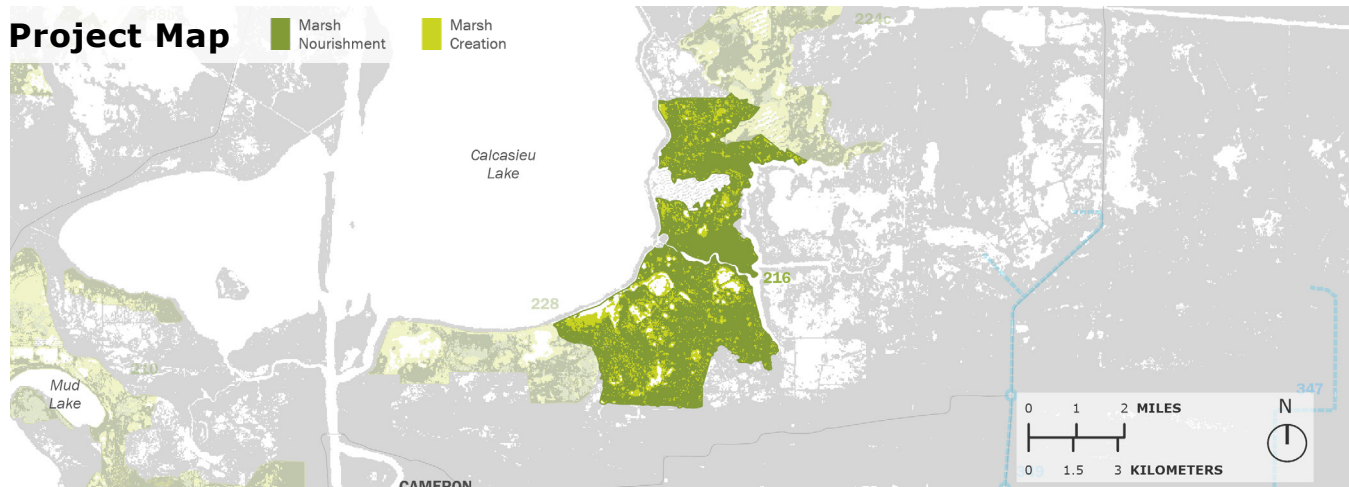 Project Map
Marsh
Nourishment
Marsh
Creation
224c
Calcasieu
Lake
216
228
210
Mud
Lake
347
0 1 2 MILES
N
0 1.5 3 KILOMETERS
CAMERON